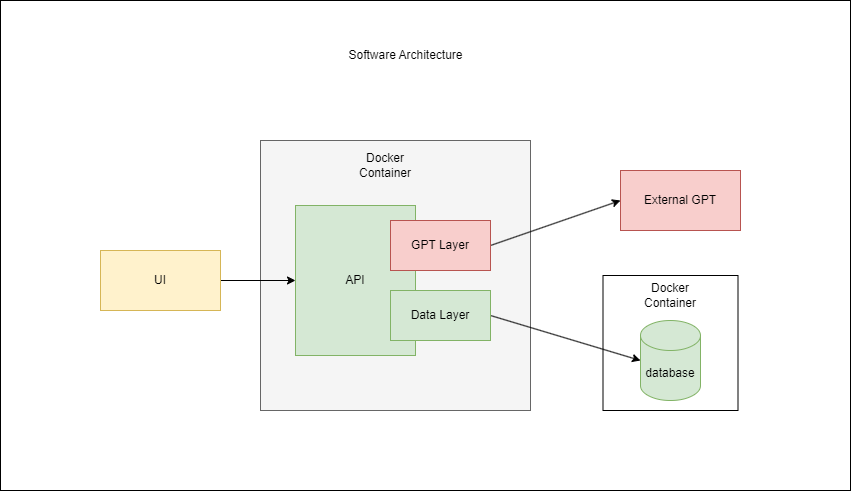 Software Architecture
Docker
Container
UI
API
GPT Layer
Data Layer
External GPT
Docker
Container
database